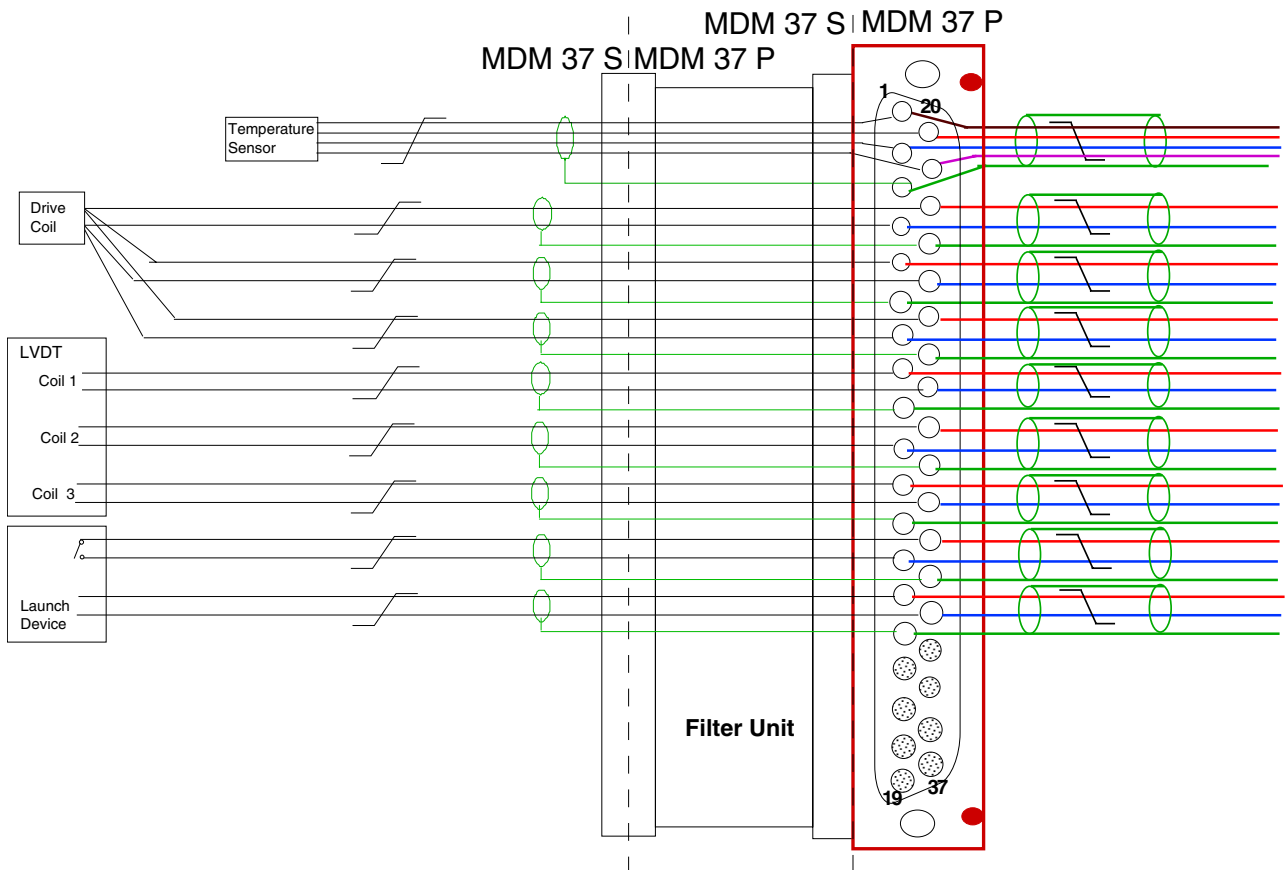 MDM 37 S MDM 37 P
MDM 37 S MDM 37 P
1
20
Temperature
Sensor
Drive
Coil
LVDT
Coil 1
Coil 2
Coil 3
Launch
Device
Filter Unit
19
37